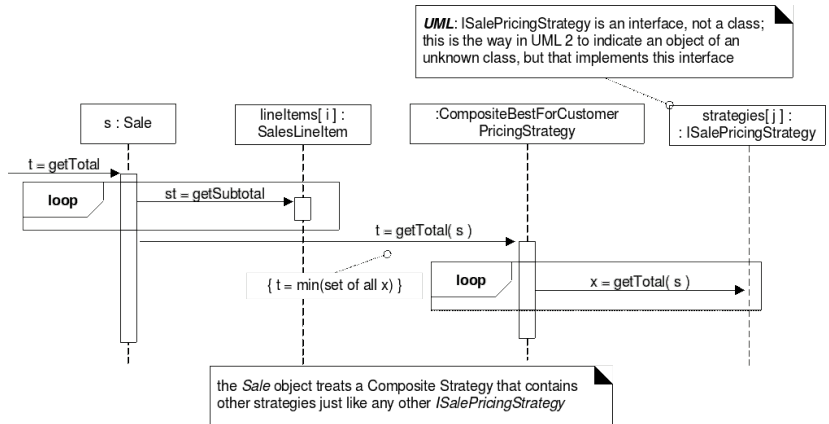 UML: ISalePricingStrategy is an interface, not a class;
this is the way in UML 2 to indicate an object of an
unknown class, but that implements this interface
s : Sale
lineItems[ i ] :
SalesLineItem
:CompositeBestForCustomer
PricingStrategy
strategies[ j ] :
: ISalePricingStrategy
t = getTotal
loop
st = getSubtotal
t = getTotal( s )
{ t = min(set of all x) }
loop
x = getTotal( s )
the Sale object treats a Composite Strategy that contains
other strategies just like any other ISalePricingStrategy